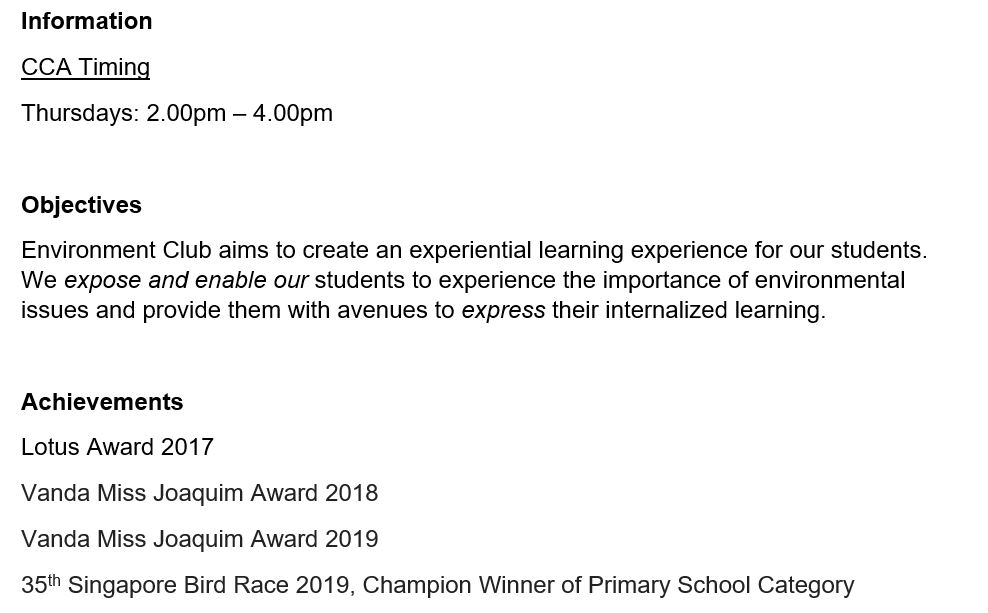 Information
CCA Timing
Thursdays: 2.00pm – 4.00pm
Objectives
Environment Club aims to create an experiential learning experience for our students.
We expose and enable our students to experience the importance of environmental
issues and provide them with avenues to express their internalized learning.
Achievements
Lotus Award 2017
Vanda Miss Joaquim Award 2018
Vanda Miss Joaquim Award 2019
35th Singapore Bird Race 2019, Champion Winner of Primary School Category